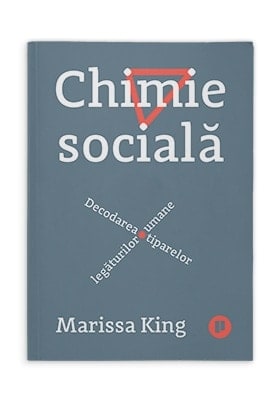 Chimie
socială
Decodarea tiparelor
legăturilor umane
Marissa King
p